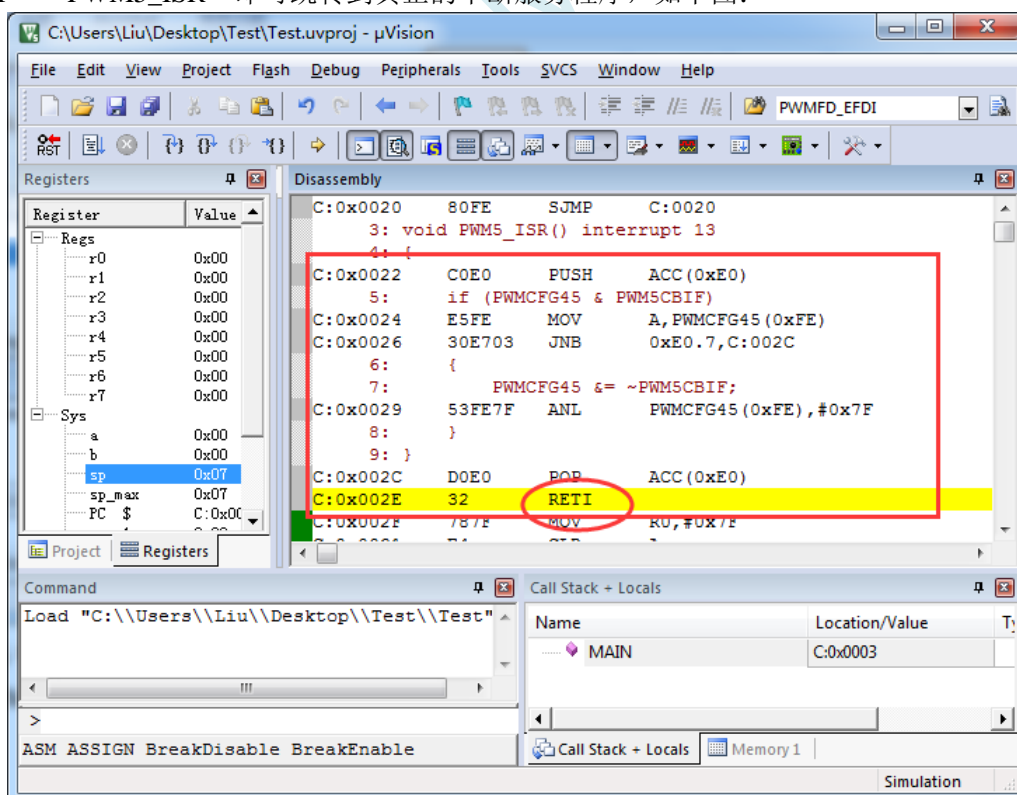 PWM5_ISR
C:\Users\Liu\Desktop\Test\Test.uvproj - µVision
File Edit View Project Flash Debug Peripherals Tools SVCS Window Help
PWMFD_EFDI
RST
Registers
Register Value
Regs
r0 0x00
r1 0x00
r2 0x00
r3 0x00
r4 0x00
r5 0x00
r6 0x00
r7 0x00
Sys
a 0x00
b 0x00
sp 0x07
sp_max 0x07
PC $ C:0x00
Project Registers
Disassembly
C:0x0020 80FE SJMP C:0020
3: void PWM5_ISR() interrupt 13
4: {
C:0x0022 C0E0 PUSH ACC(0xE0)
5: if (PWMCFG45 & PWM5CBIF)
C:0x0024 E5FE MOV A,PWMCFG45(0xFE)
C:0x0026 30E703 JNB 0xE0.7,C:002C
6: {
7: PWMCFG45 &= ~PWM5CBIF;
C:0x0029 53FE7F ANL PWMCFG45(0xFE),#0x7F
8: }
9: }
C:0x002C D0E0 POP ACC(0xE0)
C:0x002E 32 RETI
C:0x002F 787F MOV R0,#0x7F
Command
Load "C:\\Users\\Liu\\Desktop\\Test\\Test"
>
ASM ASSIGN BreakDisable BreakEnable
Call Stack + Locals
Name Location/Value
MAIN C:0x0003
Call Stack + Locals Memory 1
Simulation